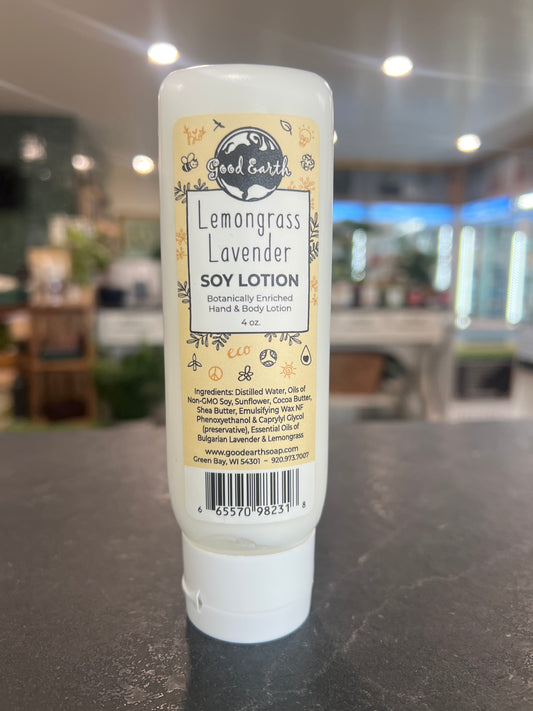 Good Earth
Lemongrass
Lavender
SOY LOTION
Botanically Enriched
Hand & Body Lotion
4 oz.
eco
Ingredients: Distilled Water, Oils of
Non-GMO Soy, Sunflower, Cocoa Butter,
Shea Butter, Emulsifying Wax NF
Phenoxyethanol & Caprylyl Glycol
(preservative), Essential Oils of
Bulgarian Lavender & Lemongrass
www.goodearthsoap.com
Green Bay, WI 54301 ~ 920.973.7007
6 65570 98231 8